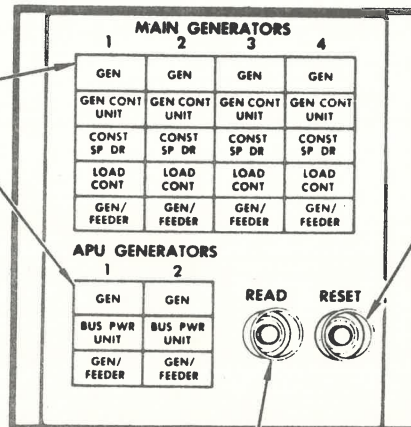 MAIN GENERATORS
1 2 3 4
GEN GEN GEN GEN
GEN CONT GEN CONT GEN CONT GEN CONT
UNIT UNIT UNIT UNIT
CONST CONST CONST CONST
SP DR SP DR SP DR SP DR
LOAD LOAD LOAD LOAD
CONT CONT CONT CONT
GEN/ GEN/ GEN/ GEN/
FEEDER FEEDER FEEDER FEEDER
APU GENERATORS
1 2
GEN GEN
BUS PWR BUS PWR
UNIT UNIT
GEN/ GEN/
FEEDER FEEDER
READ RESET